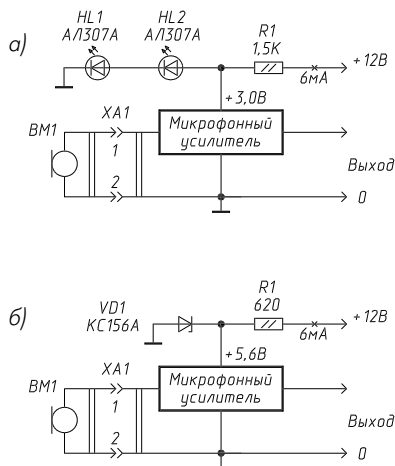 а)
HL1
АЛ307А
HL2
АЛ307А
R1
1,5К
+12В
6мА
+3,0В
ВМ1
ХА1
1
2
Микрофонный
усилитель
Выход
0
б)
VD1
КС156А
R1
620
+12В
6мА
+5,6В
ВМ1
ХА1
1
2
Микрофонный
усилитель
Выход
0